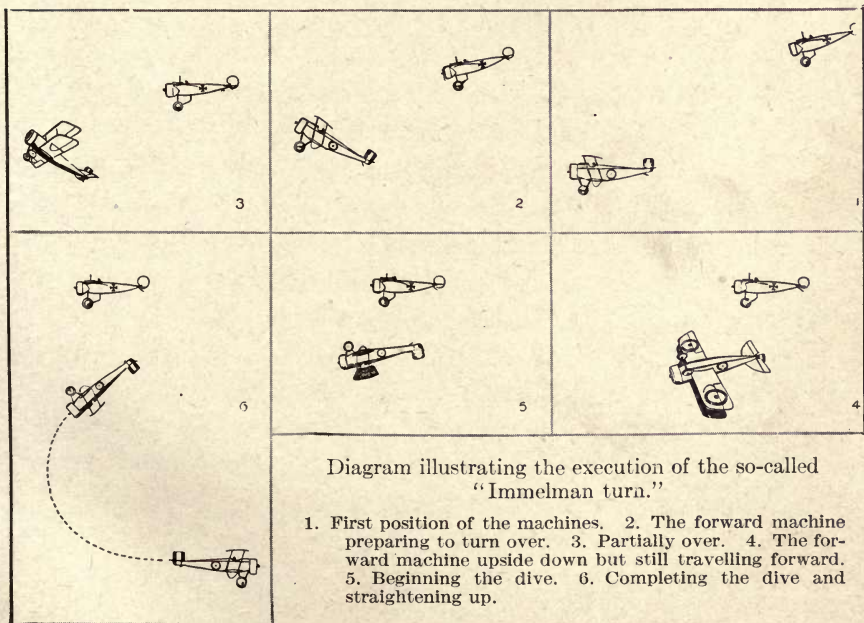 3
2
1
6
5
4
Diagram illustrating the execution of the so-called
“Immelman turn.”
1. First position of the machines. 2. The forward machine
preparing to turn over. 3. Partially over. 4. The for-
ward machine upside down but still travelling forward.
5. Beginning the dive. 6. Completing the dive and
straightening up.